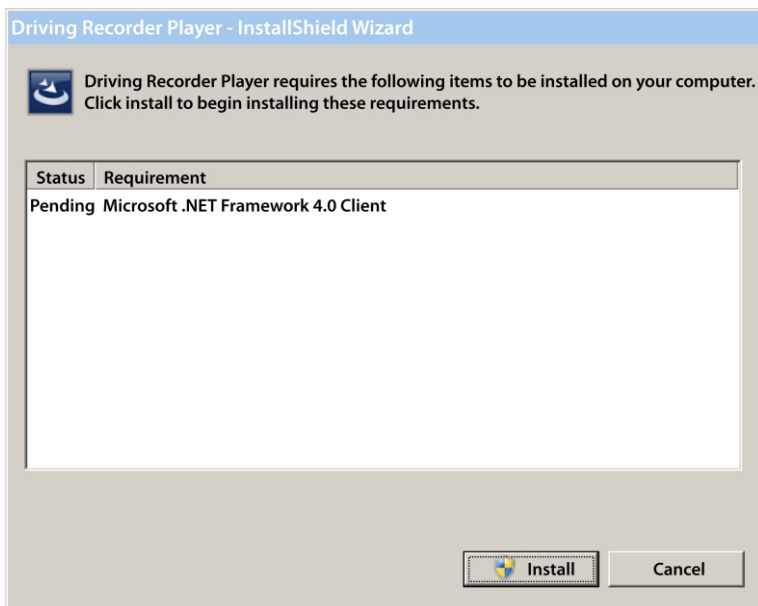 Driving Recorder Player - InstallShield Wizard
Driving Recorder Player requires the following items to be installed on your computer.
Click install to begin installing these requirements.
Status Requirement
Pending Microsoft .NET Framework 4.0 Client
Install Cancel